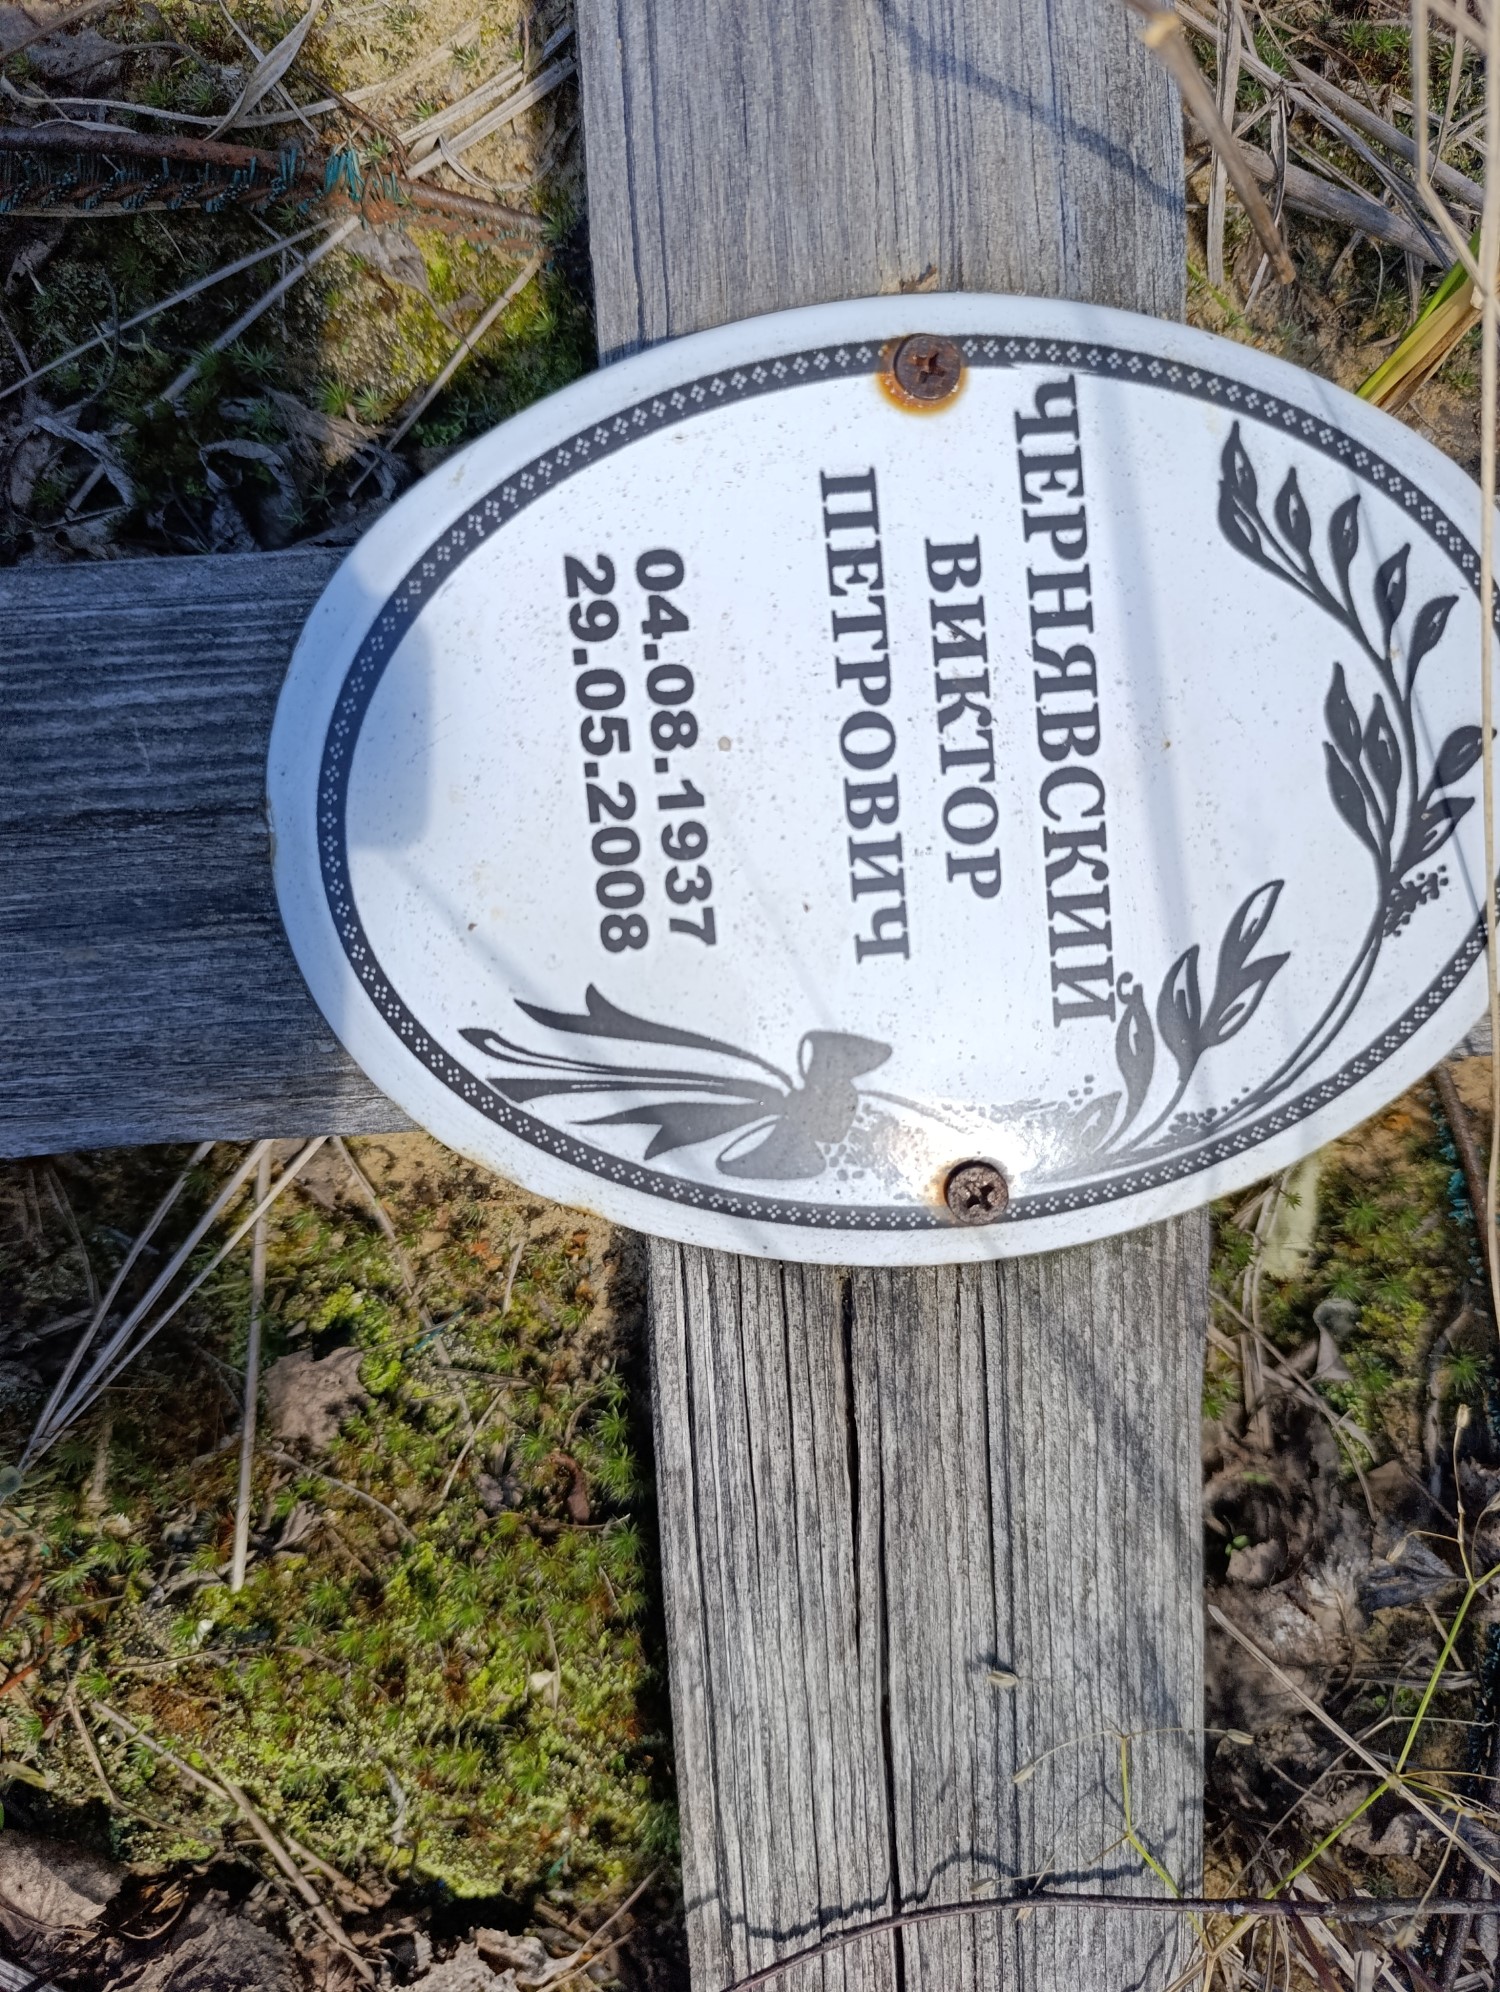 ЧЕРНЯВСКИЙ
ВИКТОР
ПЕТРОВИЧ
04.08.1937
29.05.2008